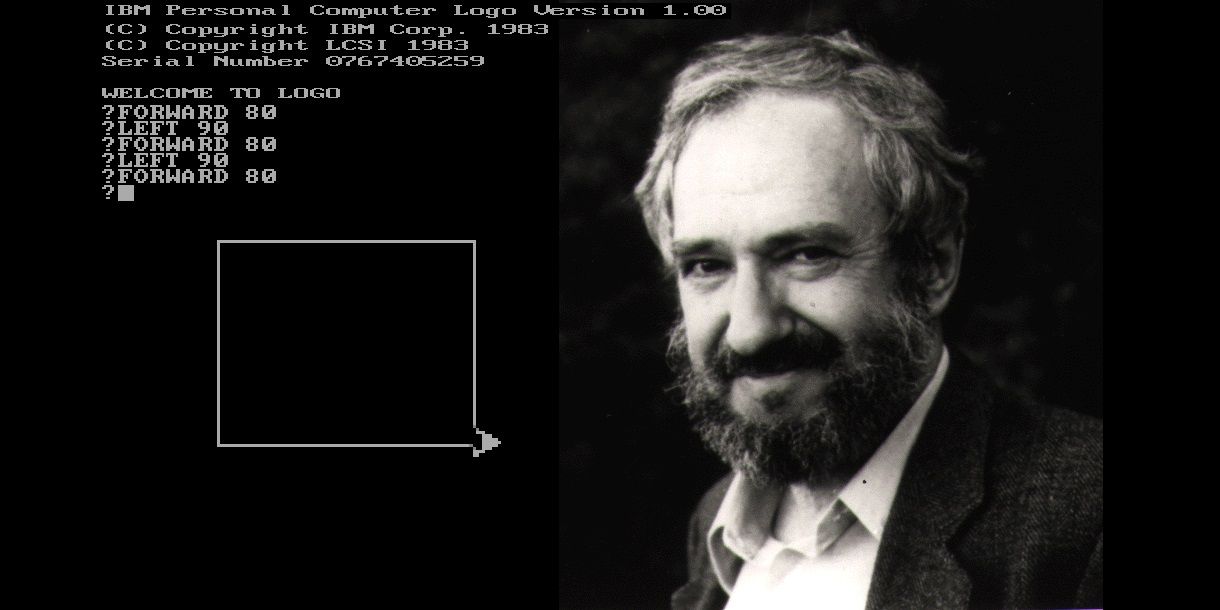 IBM Personal Computer Logo Version 1.00
(C) Copyright IBM Corp. 1983
(C) Copyright LCSI 1983
Serial Number 0767405259
WELCOME TO LOGO
?FORWARD 80
?LEFT 90
?FORWARD 80
?LEFT 90
?FORWARD 80
?